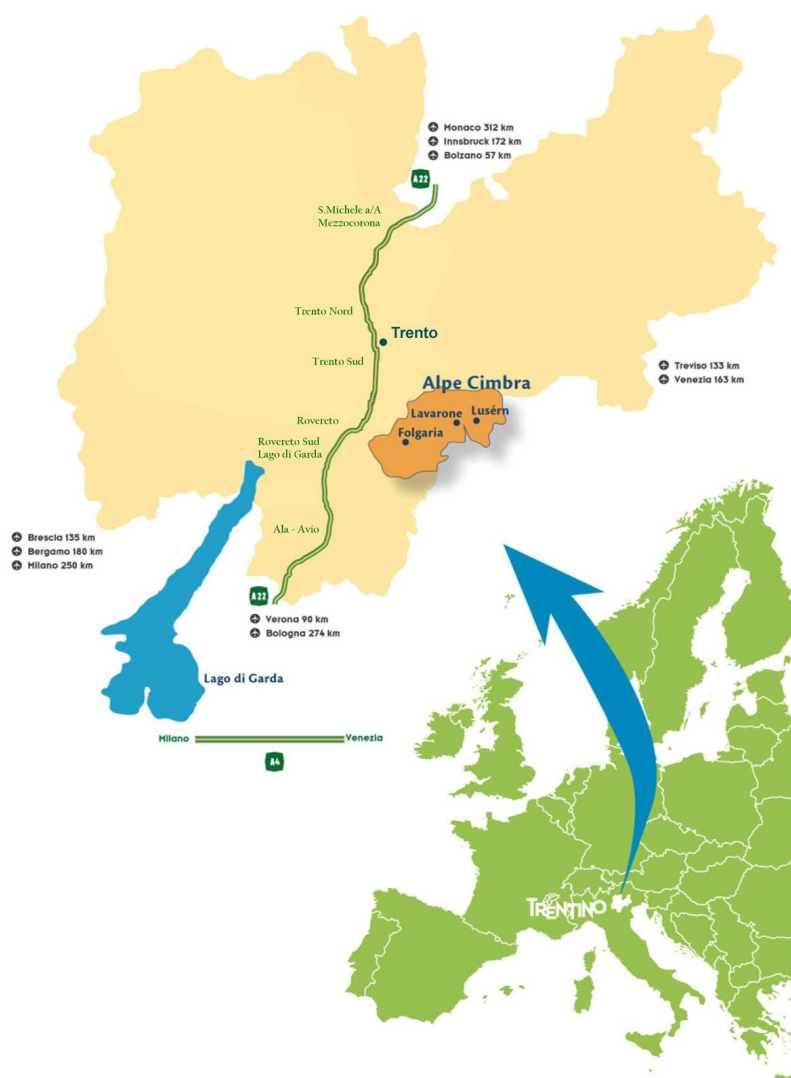 Monaco 312 km
Innsbruck 172 km
Bolzano 57 km
A22
S.Michele a/A
Mezzocorona
Trento Nord
Trento
Trento Sud
Treviso 133 km
Venezia 163 km
Alpe Cimbra
Lavarone
Lusérn
Folgaria
Rovereto
Rovereto Sud
Lago di Garda
Ala - Avio
Brescia 135 km
Bergamo 180 km
Milano 250 km
A22
Verona 90 km
Bologna 274 km
Lago di Garda
Milano
Venezia
A4
TRENTINO